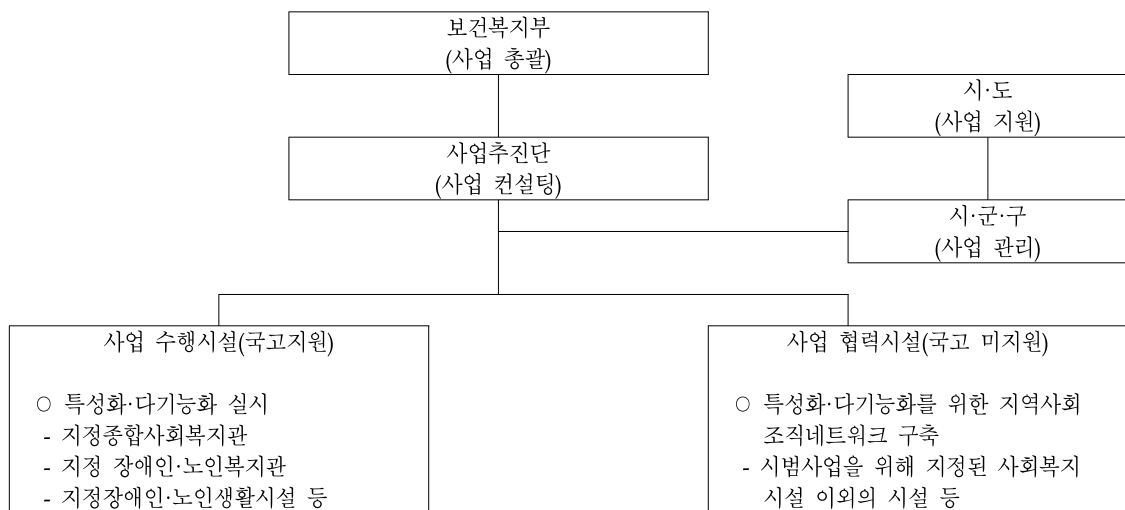 보건복지부
(사업 총괄)
시·도
(사업 지원)
사업추진단
(사업 컨설팅)
시·군·구
(사업 관리)
사업 수행시설(국고지원)
○ 특성화·다기능화 실시
- 지정종합사회복지관
- 지정 장애인·노인복지관
- 지정장애인·노인생활시설 등
사업 협력시설(국고 미지원)
○ 특성화·다기능화를 위한 지역사회
조직네트워크 구축
- 시범사업을 위해 지정된 사회복지
시설 이외의 시설 등